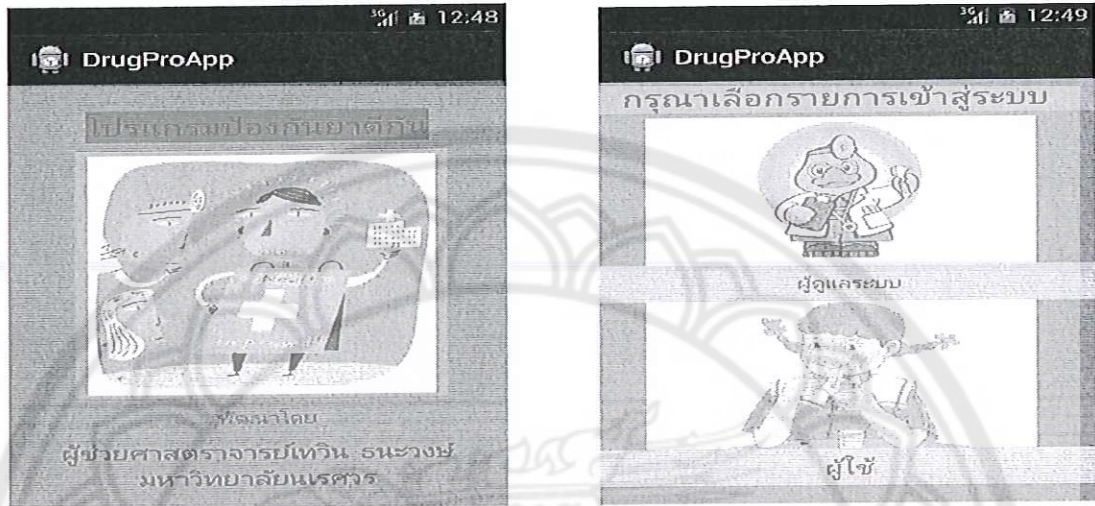 3G 12:48
DrugProApp
โปรแกรมป้องกันยาตีกัน
พัฒนาโดย
ผู้ช่วยศาสตราจารย์เทวิน ธนะวงษ์
มหาวิทยาลัยนเรศวร
3G 12:49
DrugProApp
กรุณาเลือกรายการเข้าสู่ระบบ
ผู้ดูแลระบบ
ผู้ใช้